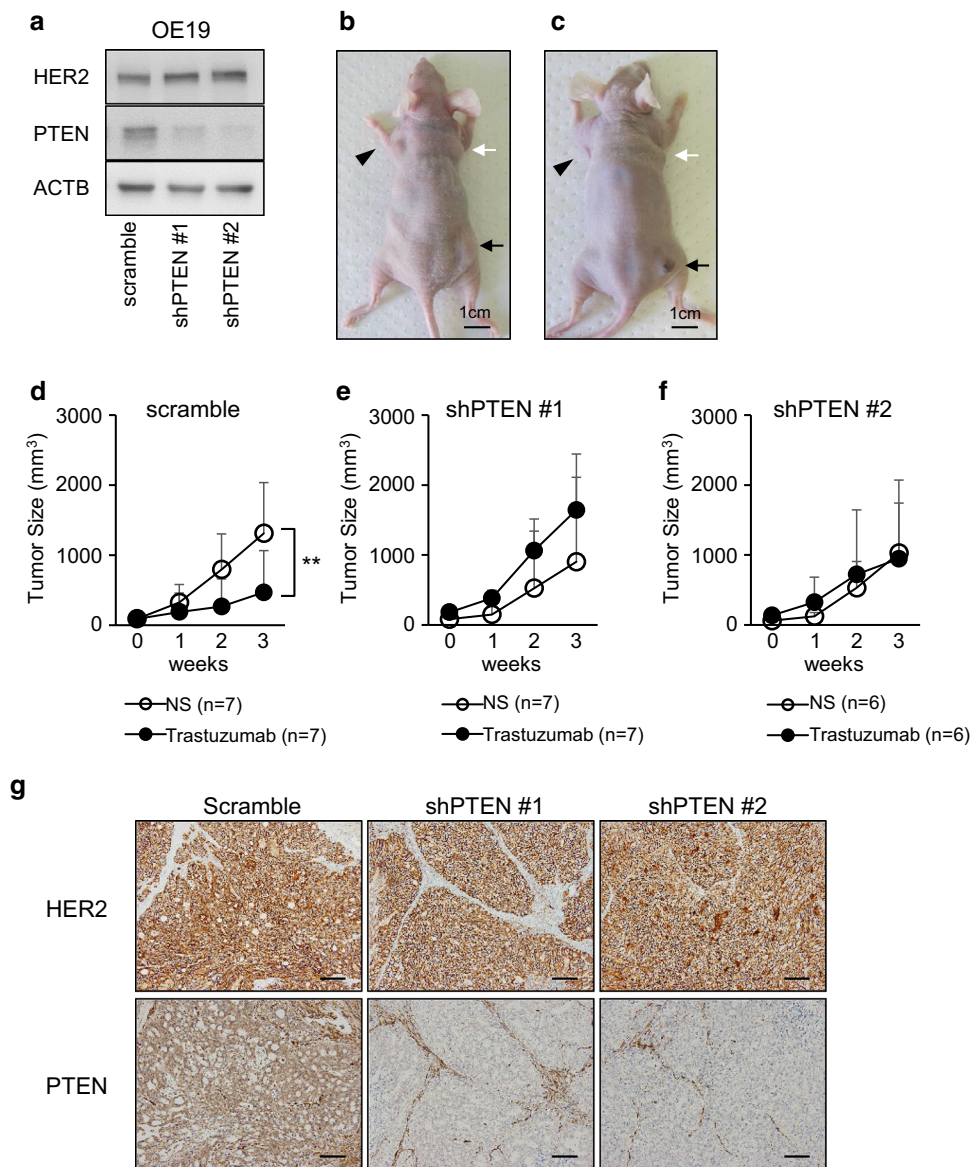 a
OE19
HER2
PTEN
ACTB
scramble
shPTEN #1
shPTEN #2
b
1cm
c
1cm
d
scramble
Tumor Size (mm³)
3000
2000
1000
0
**
0 1 2 3
weeks
NS (n=7)
Trastuzumab (n=7)
e
shPTEN #1
Tumor Size (mm³)
3000
2000
1000
0
0 1 2 3
weeks
NS (n=7)
Trastuzumab (n=7)
f
shPTEN #2
Tumor Size (mm³)
3000
2000
1000
0
0 1 2 3
weeks
NS (n=6)
Trastuzumab (n=6)
g
Scramble
shPTEN #1
shPTEN #2
HER2
PTEN